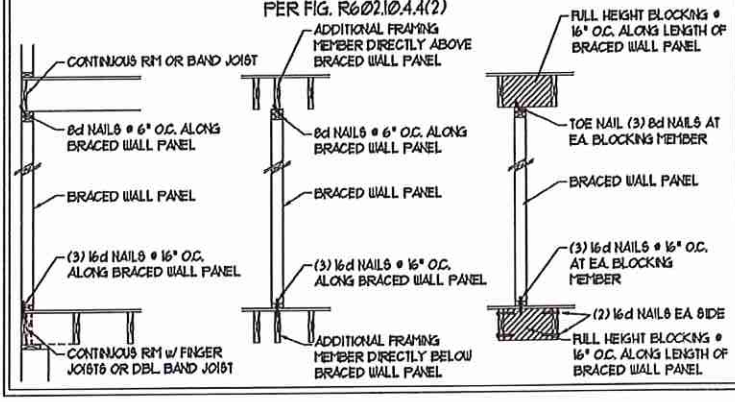 PER FIG. R602.10.4.4(2)
CONTINUOUS RIM OR BAND JOIST
8d NAILS @ 6" O.C. ALONG
BRACED WALL PANEL
BRACED WALL PANEL
(3) 16d NAILS @ 16" O.C.
ALONG BRACED WALL PANEL
CONTINUOUS RIM W/ FINGER
JOISTS OR DBL. BAND JOIST
ADDITIONAL FRAMING
MEMBER DIRECTLY ABOVE
BRACED WALL PANEL
8d NAILS @ 6" O.C. ALONG
BRACED WALL PANEL
BRACED WALL PANEL
(3) 16d NAILS @ 16" O.C.
ALONG BRACED WALL PANEL
ADDITIONAL FRAMING
MEMBER DIRECTLY BELOW
BRACED WALL PANEL
FULL HEIGHT BLOCKING @
16" O.C. ALONG LENGTH OF
BRACED WALL PANEL
TOE NAIL (3) 8d NAILS AT
EA. BLOCKING MEMBER
BRACED WALL PANEL
(3) 16d NAILS @ 16" O.C.
AT EA. BLOCKING
MEMBER
(2) 16d NAILS EA. SIDE
FULL HEIGHT BLOCKING @
16" O.C. ALONG LENGTH OF
BRACED WALL PANEL